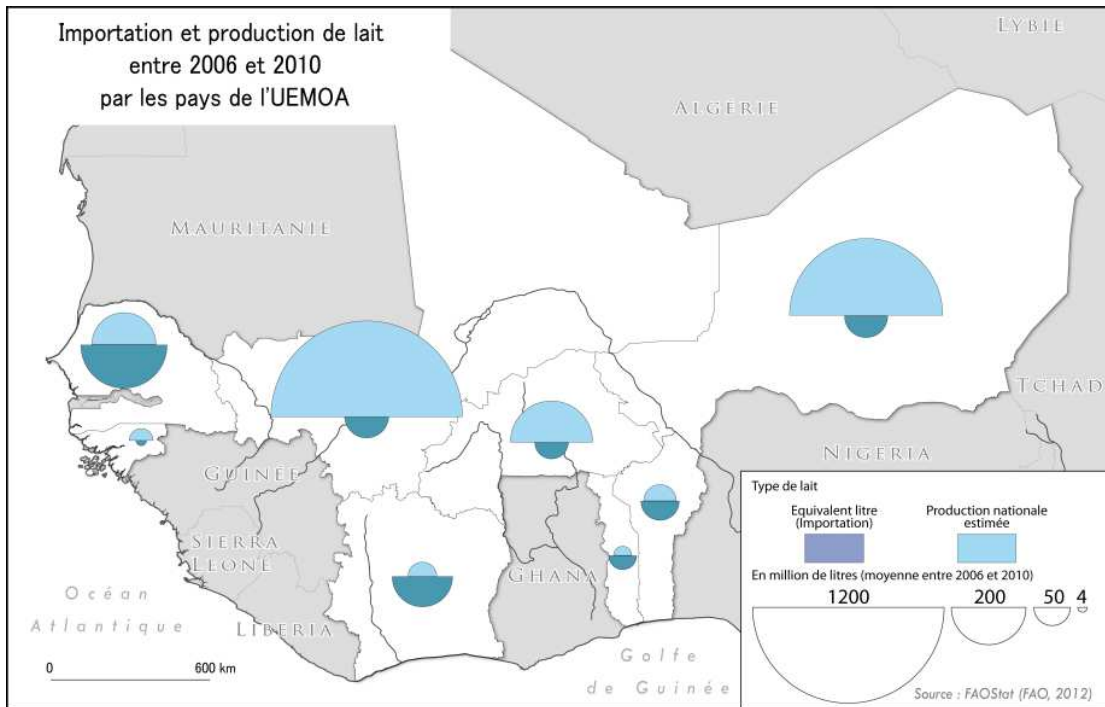 Importation et production de lait
entre 2006 et 2010
par les pays de l'UEMOA
LYBIE
ALGÉRIE
MAURITANIE
TCHAD
NIGERIA
GUINÉE
SIERRA
LEONE
GHANA
LIBERIA
Océan
Atlantique
Golfe
de Guinée
0 600 km
Type de lait
Equivalent litre
(Importation)
Production nationale
estimée
En million de litres (moyenne entre 2006 et 2010)
1200 200 50 4
Source : FAOStat (FAO, 2012)